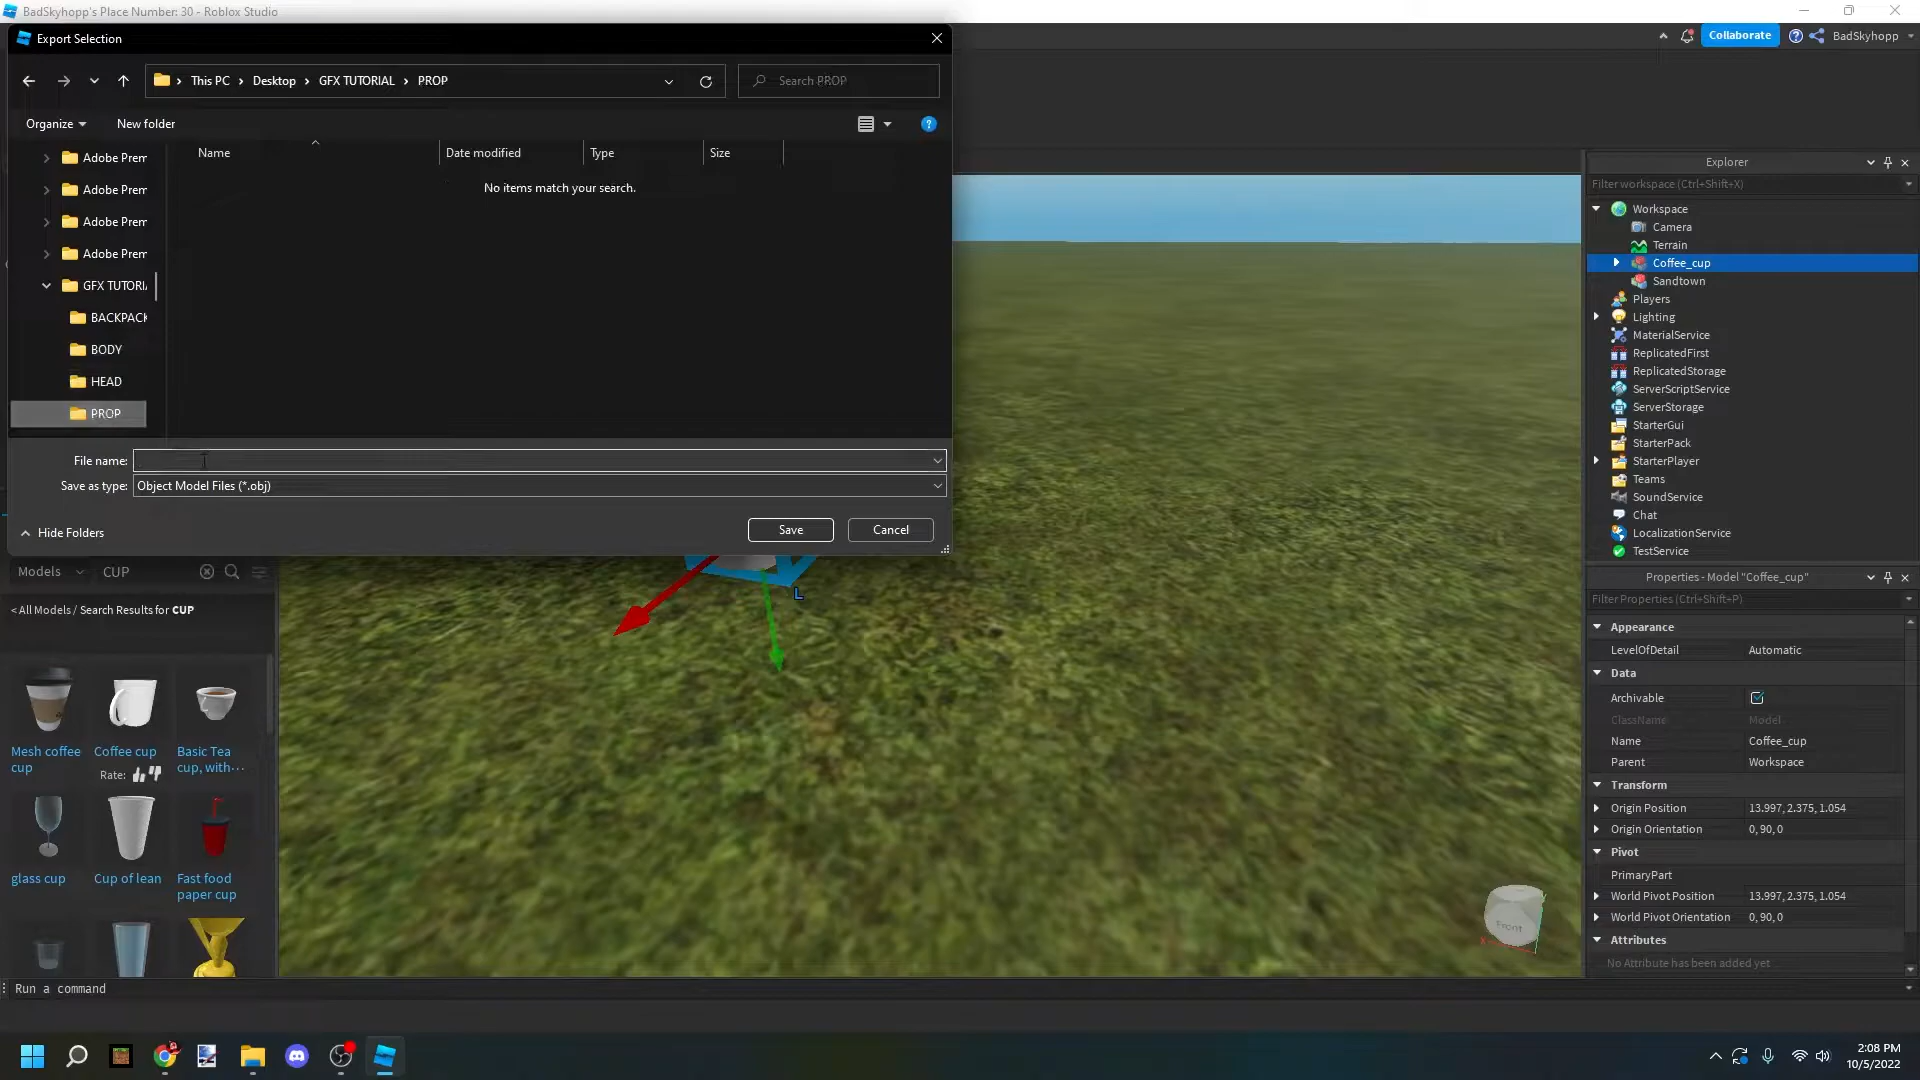 BadSkyhopp's Place Number: 30 - Roblox Studio
Export Selection
Collaborate
BadSkyhopp
This PC > Desktop > GFX TUTORIAL > PROP
Search PROP
Organize
New folder
Name
Date modified
Type
Size
No items match your search.
Adobe Prem
Adobe Prem
Adobe Prem
Adobe Prem
GFX TUTORI
BACKPACK
BODY
HEAD
PROP
File name:
Save as type: Object Model Files (*.obj)
Hide Folders
Save
Cancel
Explorer
Filter workspace (Ctrl+Shift+X)
Workspace
Camera
Terrain
Coffee_cup
Sandtown
Players
Lighting
MaterialService
ReplicatedFirst
ReplicatedStorage
ServerScriptService
ServerStorage
StarterGui
StarterPack
StarterPlayer
Teams
SoundService
Chat
LocalizationService
TestService
Properties - Model "Coffee_cup"
Filter Properties (Ctrl+Shift+P)
Appearance
LevelOfDetail Automatic
Data
Archivable
ClassName Model
Name Coffee_cup
Parent Workspace
Transform
Origin Position 13.997, 2.375, 1.054
Origin Orientation 0, 90, 0
Pivot
PrimaryPart
World Pivot Position 13.997, 2.375, 1.054
World Pivot Orientation 0, 90, 0
Attributes
No Attribute has been added yet
Models
CUP
< All Models / Search Results for CUP
Mesh coffee cup
Coffee cup
Rate:
Basic Tea cup, with...
glass cup
Cup of lean
Fast food paper cup
L
Front
X
Run a command
2:08 PM
10/5/2022